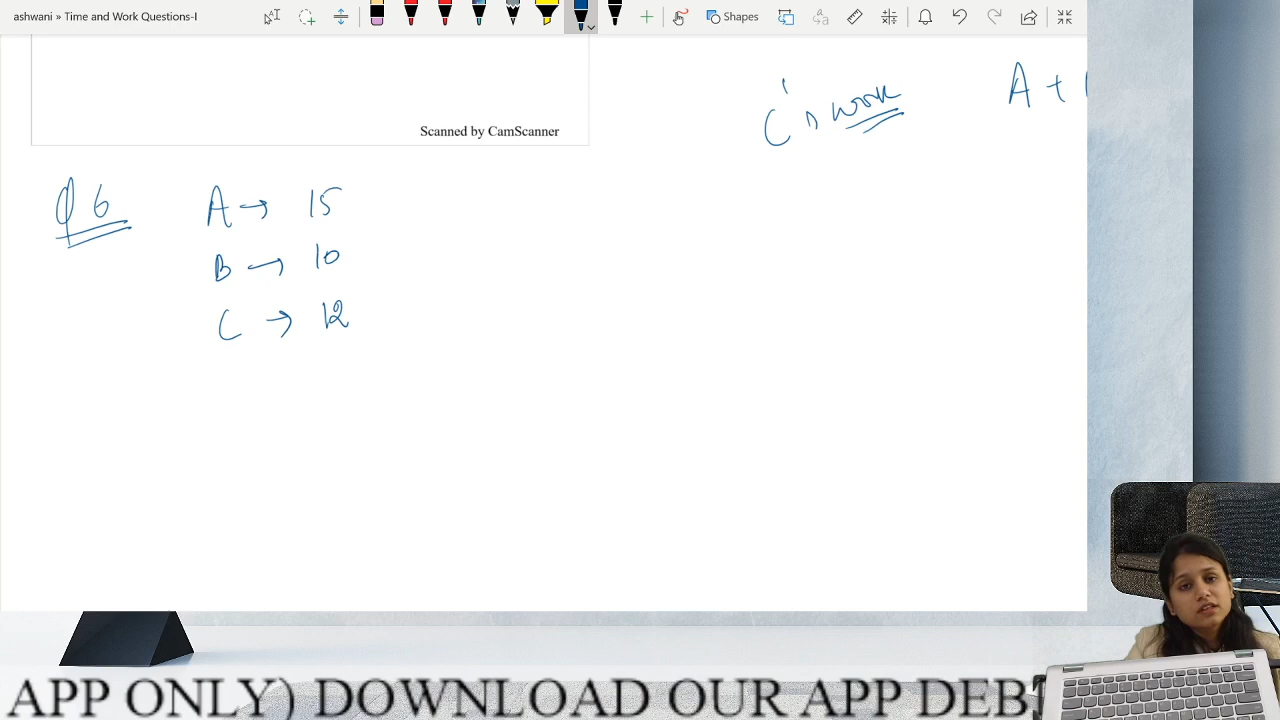 ashwani » Time and Work Questions-I
Shapes
C's work
A +
Scanned by CamScanner
Q 6
A → 15
B → 10
C → 12
APP ONLY) DOWNLOAD OUR APP DEB